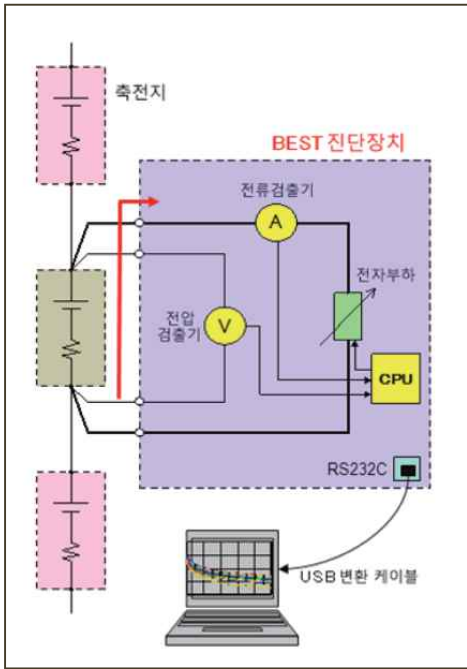 축전지
BEST 진단장치
전류검출기
A
전자부하
전압
검출기
V
CPU
RS232C
USB 변환 케이블